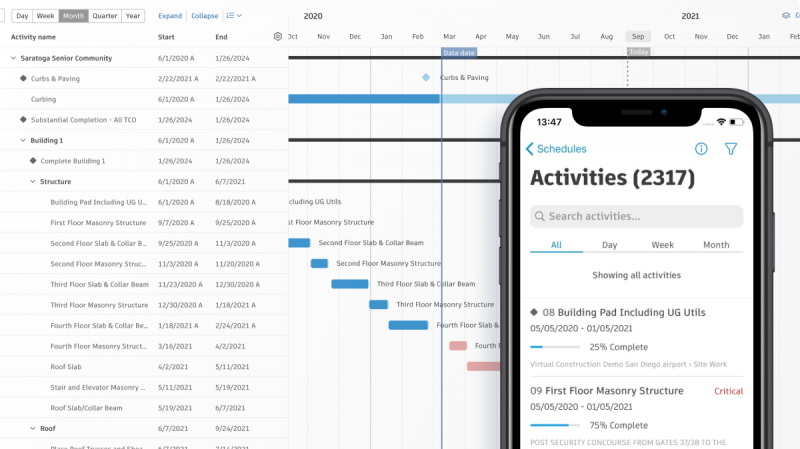 Day Week Month Quarter Year Expand Collapse
2020 2021
Activity name Start End
Oct Nov Dec Jan Feb Mar Apr May Jun Jul Aug Sep Oct Nov Dec Jan Feb
Data date Today
Saratoga Senior Community 6/1/2020 A 1/26/2024
Curbs & Paving 2/22/2021 A 2/22/2021 A Curbs & Paving
Curbing 6/1/2020 A 1/26/2024
Substantial Completion - All TCO 1/26/2024 1/26/2024
Building 1 6/1/2020 A 1/26/2024
Complete Building 1 1/26/2024 1/26/2024
Structure 6/1/2020 A 6/7/2021
Building Pad Including UG U... 6/1/2020 A 8/18/2020 A cluding UG Utils
First Floor Masonry Structure 9/7/2020 A 9/25/2020 A st Floor Masonry Structure
Second Floor Slab & Collar B... 9/25/2020 A 11/3/2020 A Second Floor Slab & Collar Beam
Second Floor Masonry Struc... 11/3/2020 A 11/20/2020 A Second Floor Masonry Structure
Third Floor Slab & Collar Beam 11/23/2020 A 12/30/2020 A Third Floor Slab & Collar Beam
Third Floor Masonry Structure 12/30/2020 A 1/18/2021 A Third Floor Masonry Structure
Fourth Floor Slab & Collar Be... 1/18/2021 A 2/24/2021 A Fourth Floor Slab &
Fourth Floor Masonry Struct... 3/16/2021 4/2/2021 Fourth F
Roof Slab 4/2/2021 5/11/2021
Stair and Elevator Masonry ... 5/11/2021 5/19/2021
Roof Slab/Collar Beam 5/19/2021 6/7/2021
Roof 6/7/2021 9/24/2021
13:47
Schedules
Activities (2317)
Search activities...
All Day Week Month
Showing all activities
08 Building Pad Including UG Utils
05/05/2020 - 01/05/2021
25% Complete
Virtual Construction Demo San Diego airport › Site Work
09 First Floor Masonry Structure Critical
05/05/2020 - 01/05/2021
75% Complete
POST SECURITY CONCOURSE FROM GATES 37/38 TO THE